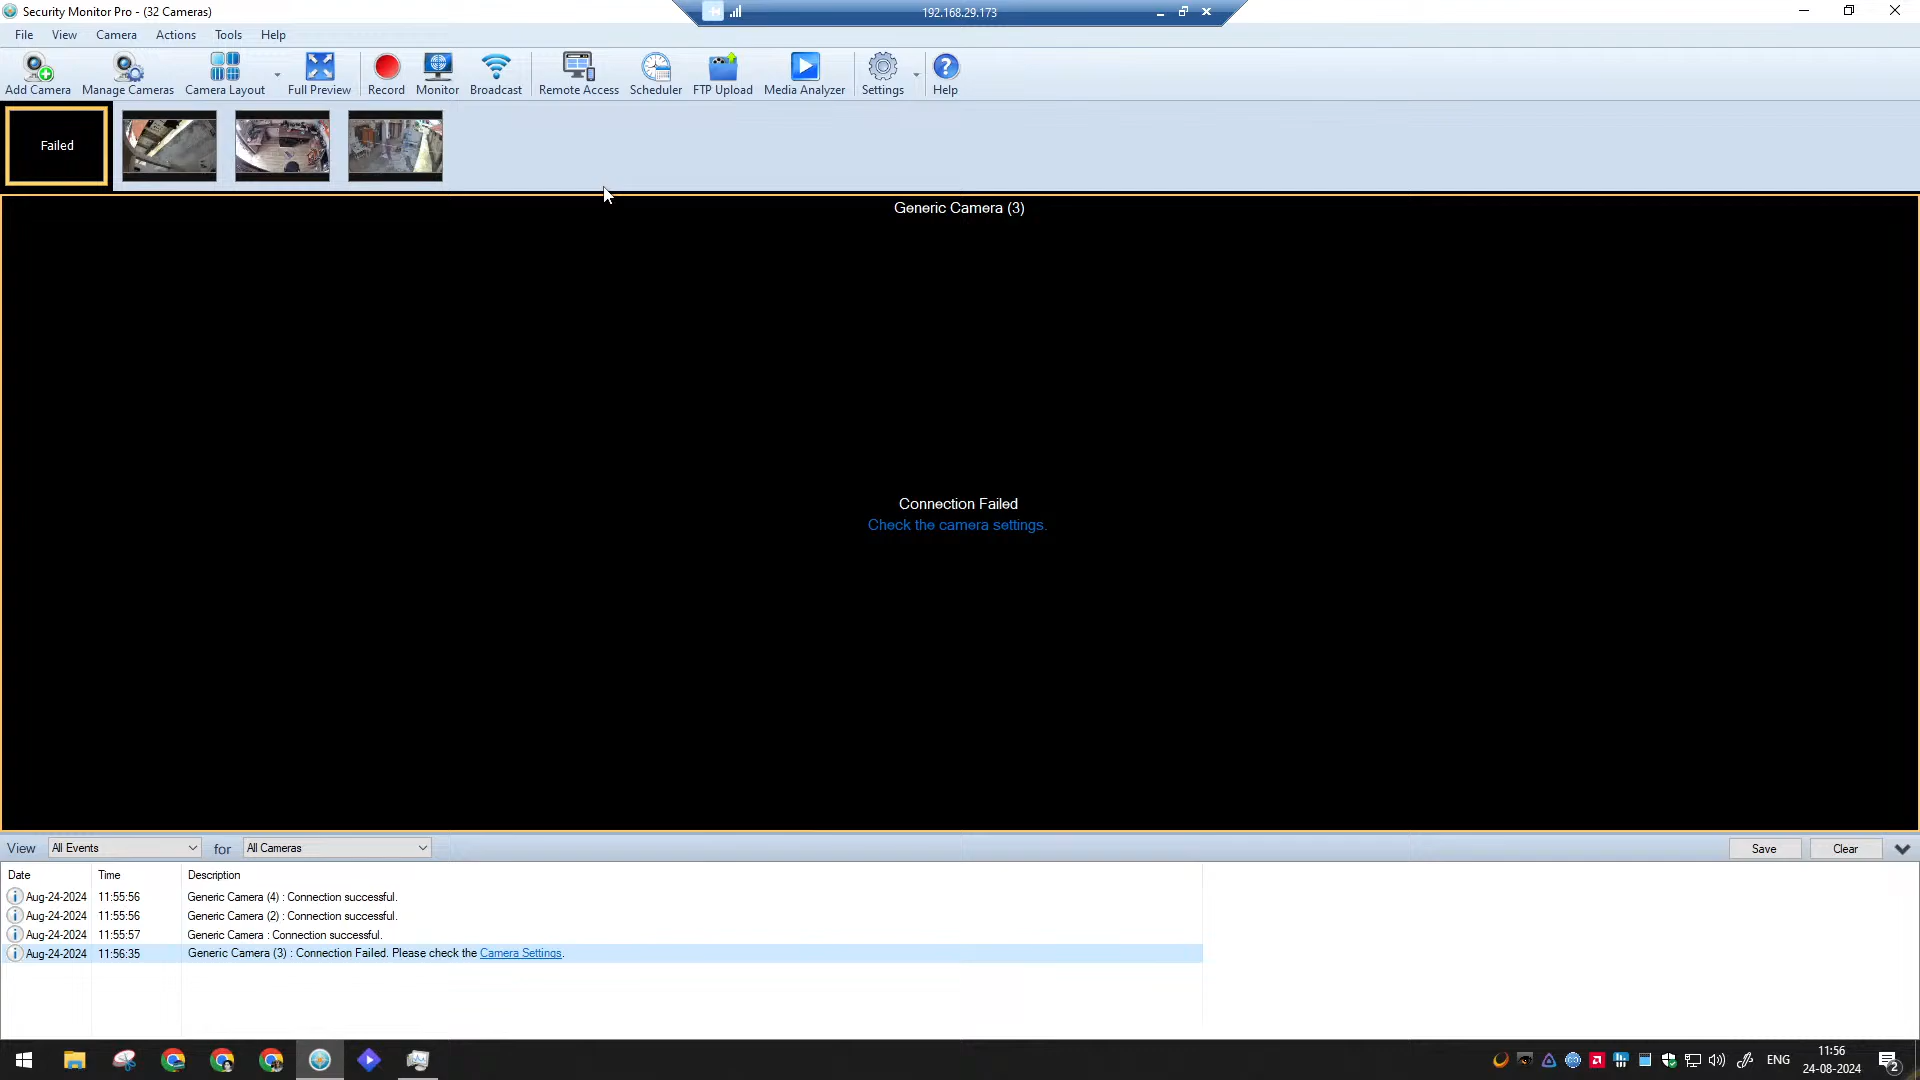 Security Monitor Pro - (32 Cameras)
192.168.29.173
File View Camera Actions Tools Help
Add Camera Manage Cameras Camera Layout Full Preview Record Monitor Broadcast Remote Access Scheduler FTP Upload Media Analyzer Settings Help
Failed
Generic Camera (3)
Connection Failed
Check the camera settings.
View All Events for All Cameras Save Clear
Date Time Description
Aug-24-2024 11:55:56 Generic Camera (4) : Connection successful.
Aug-24-2024 11:55:56 Generic Camera (2) : Connection successful.
Aug-24-2024 11:55:57 Generic Camera : Connection successful.
Aug-24-2024 11:56:35 Generic Camera (3) : Connection Failed. Please check the Camera Settings.
ENG
11:56
24-08-2024
2